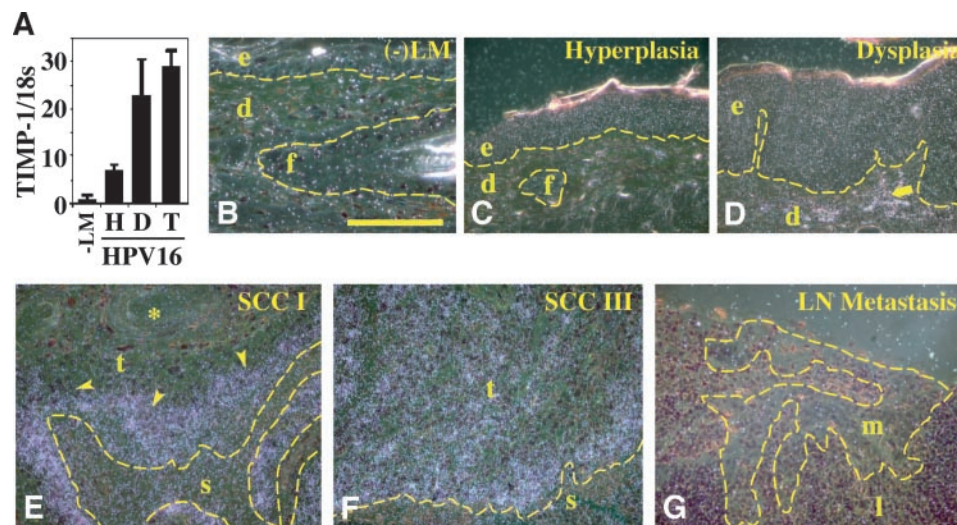 A
TIMP-1/18s
30
20
10
0
-LM
H D T
HPV16
(-)LM
e
d
f
B
Hyperplasia
e
d
f
C
Dysplasia
e
d
D
SCC I
*
t
s
E
SCC III
t
s
F
LN Metastasis
m
l
G